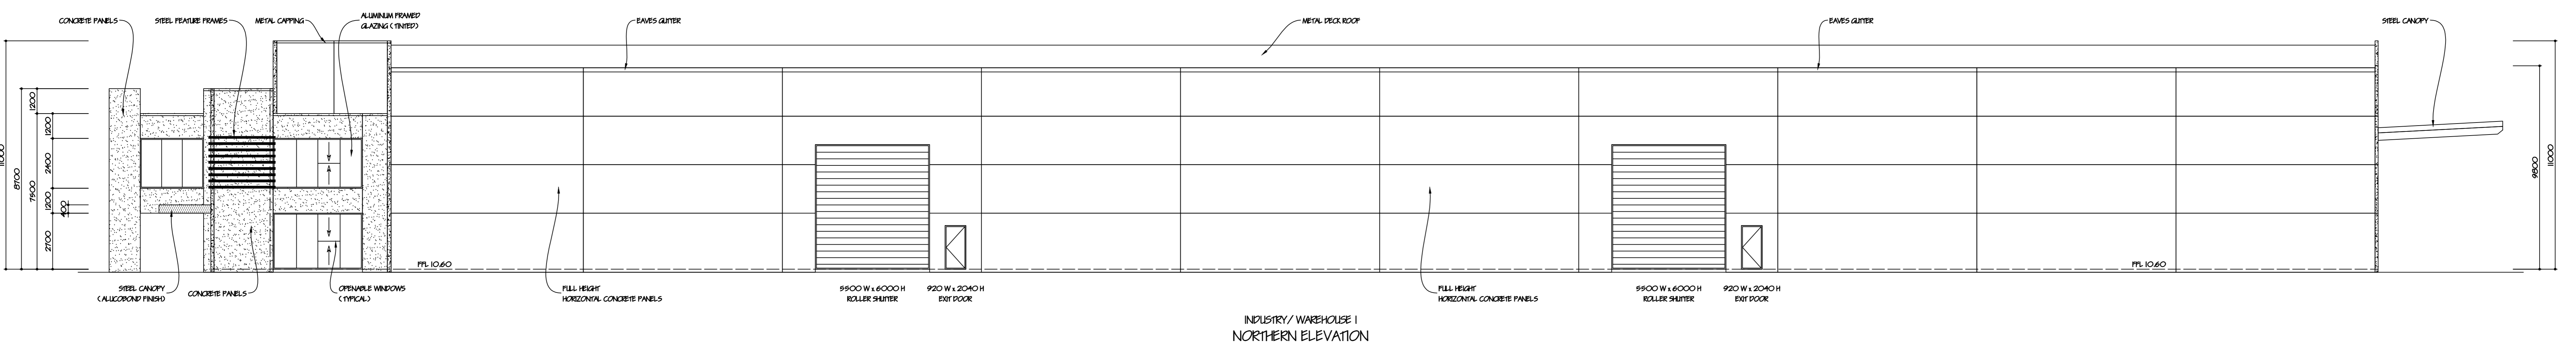 CONCRETE PANELS
STEEL FEATURE FRAMES
METAL CAPPING
ALUMINUM FRAMED
GLAZING ( TINTED)
EAVES GUTTER
METAL DECK ROOF
EAVES GUTTER
STEEL CANOPY
11000
8700
7500
1200
1200
2400
1200
400
2700
9800
11000
FFL 10.60
FFL 10.60
STEEL CANOPY
( ALUCOBOND FINISH)
CONCRETE PANELS
OPENABLE WINDOWS
( TYPICAL)
FULL HEIGHT
HORIZONTAL CONCRETE PANELS
5500 W x 6000 H
ROLLER SHUTTER
920 W x 2040 H
EXIT DOOR
FULL HEIGHT
HORIZONTAL CONCRETE PANELS
5500 W x 6000 H
ROLLER SHUTTER
920 W x 2040 H
EXIT DOOR
INDUSTRY/ WAREHOUSE 1
NORTHERN ELEVATION